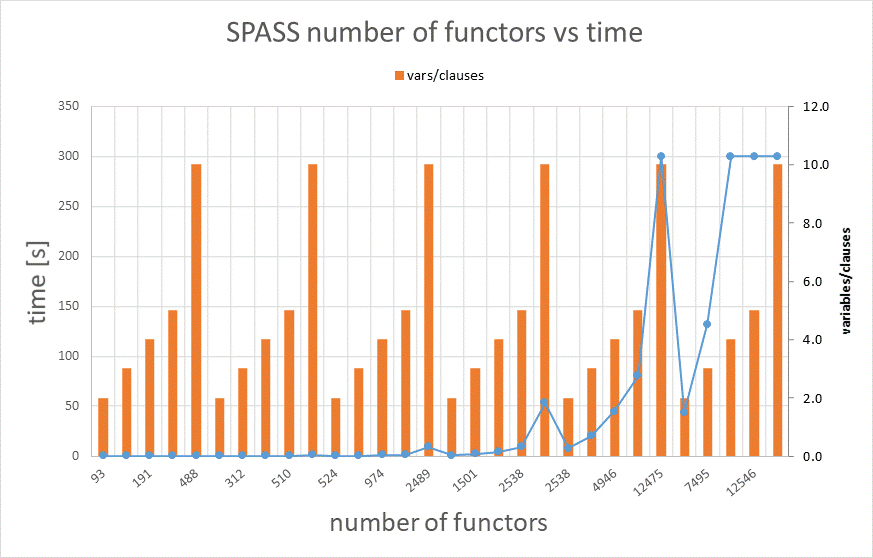 SPASS number of functors vs time
vars/clauses
350 12.0
300 10.0
250 8.0
200 6.0
150 4.0
100 2.0
50 0.0
0
time [s]
variables/clauses
93 191 488 312 510 524 974 2489 1501 2538 2538 4946 12475 7495 12546
number of functors